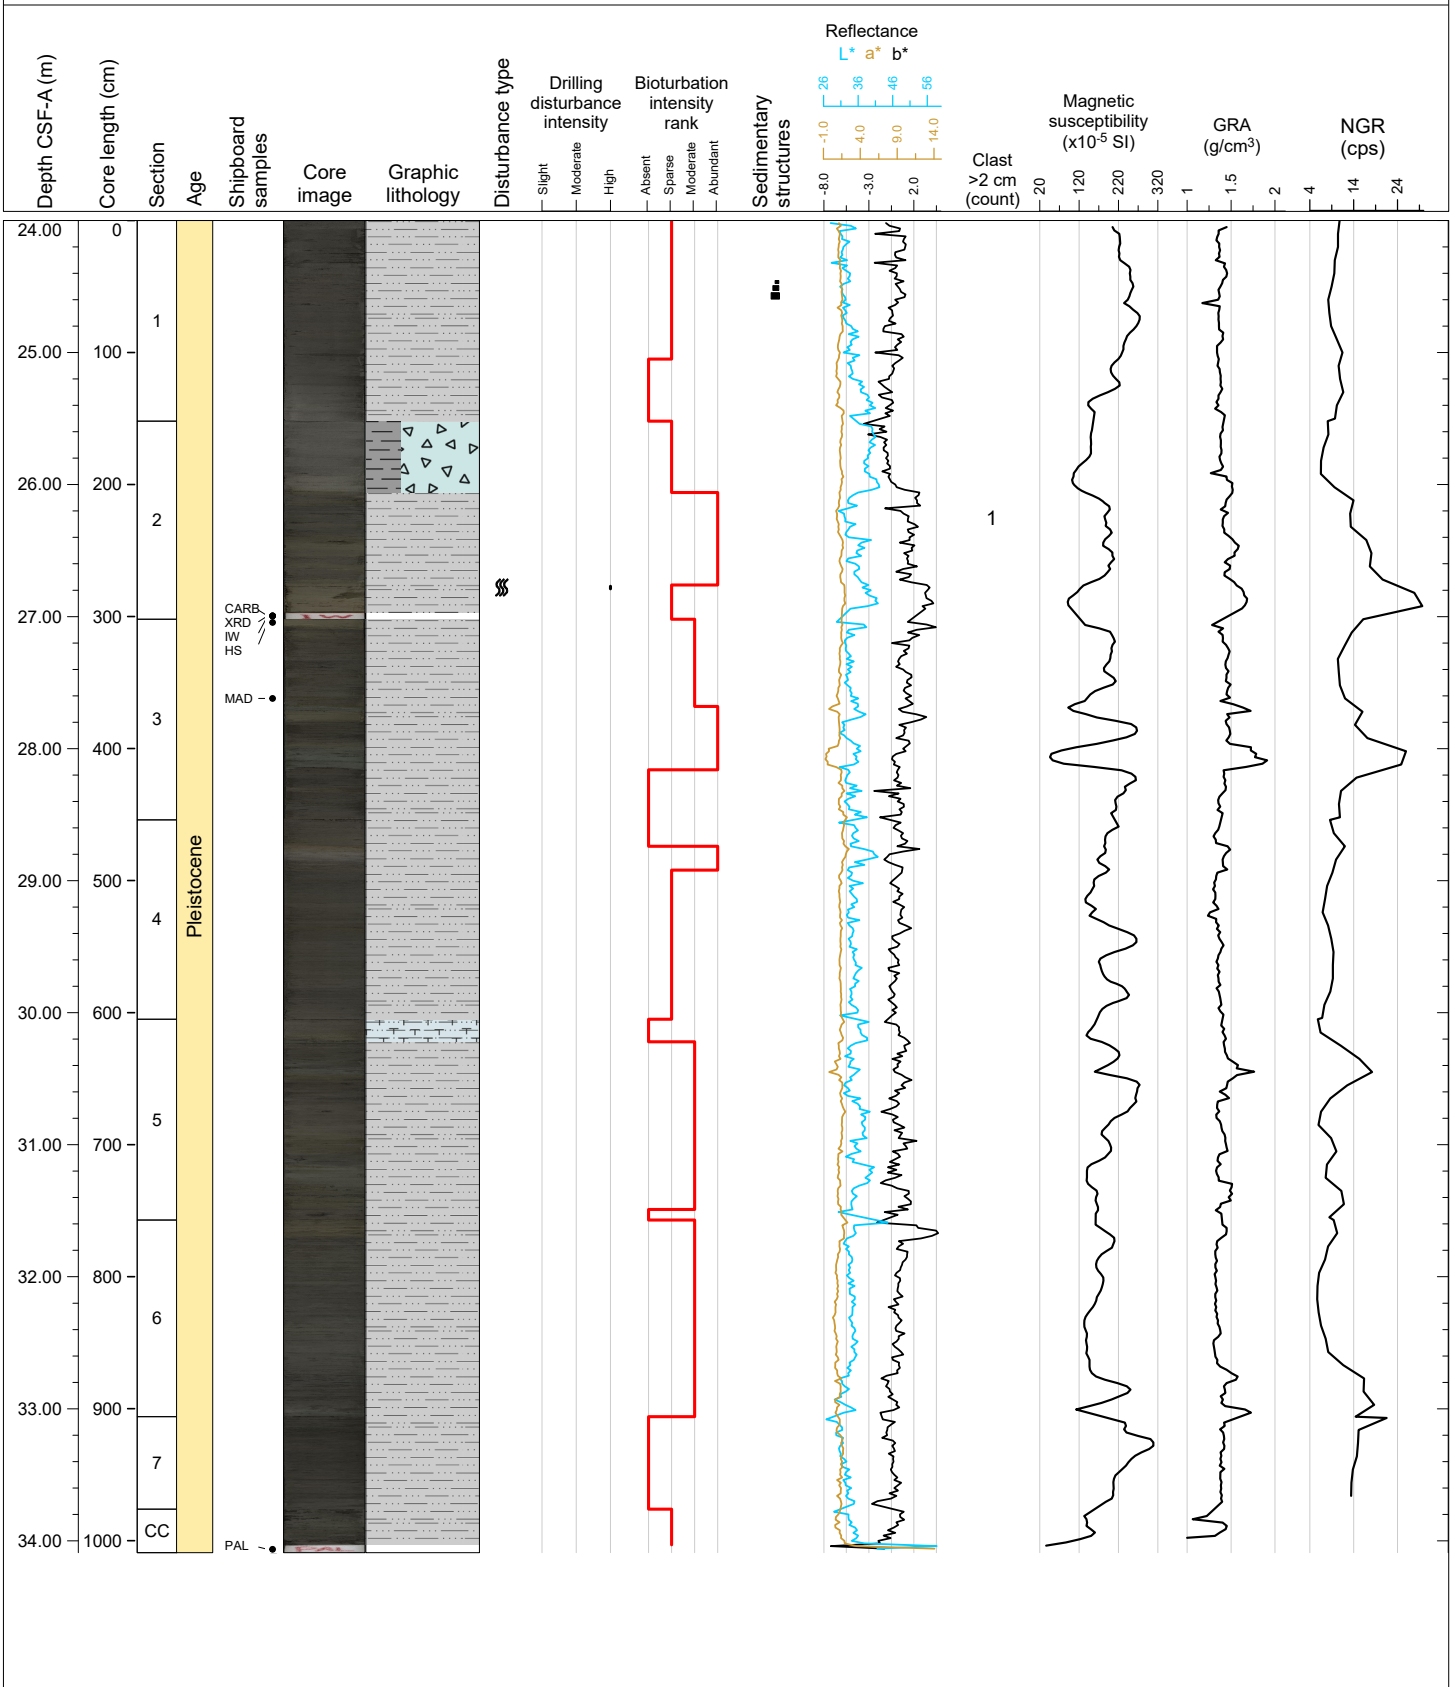 Depth CSF-A (m)
Core length (cm)
Section
Age
Shipboard
samples
Core
image
Graphic
lithology
Disturbance type
Drilling
disturbance
intensity
Slight
Moderate
High
Bioturbation
intensity
rank
Absent
Sparse
Moderate
Abundant
Sedimentary
structures
Reflectance
L* a* b*
26 36 46 56
-1.0 4.0 9.0 14.0
-8.0 -3.0 2.0
Clast
>2 cm
(count)
Magnetic
susceptibility
(x10-5 SI)
20 120 220 320
GRA
(g/cm3)
1 1.5 2
NGR
(cps)
4 14 24
24.00 0
1
25.00 100
26.00 200
2
1
27.00 300
CARB
XRD
IW
HS
IW
MAD
3
28.00 400
Pleistocene
29.00 500
4
30.00 600
5
31.00 700
32.00 800
6
33.00 900
7
CC
34.00 1000
PAL
PAL